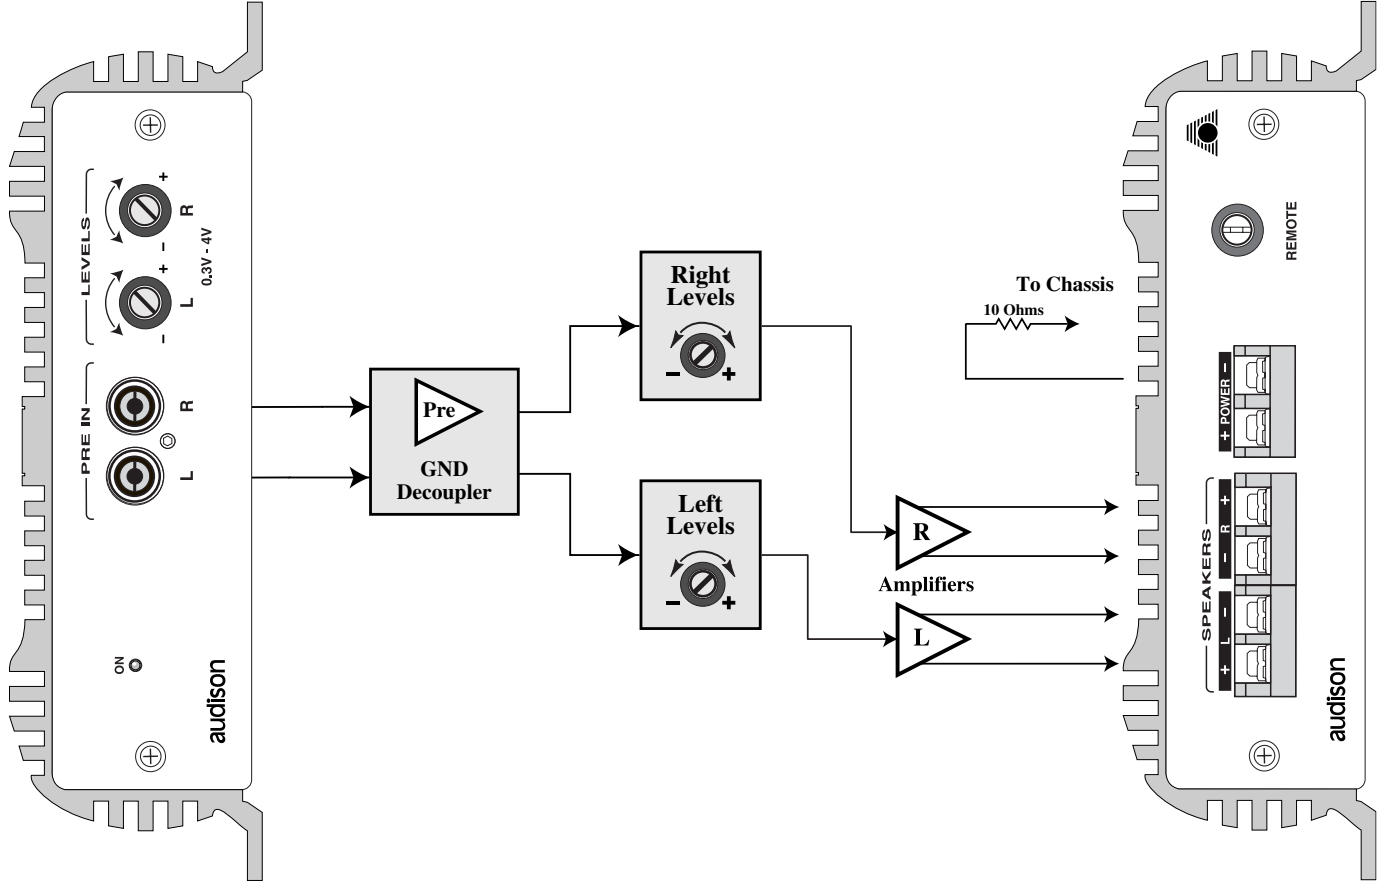 LEVELS
+
R
-
0.3V - 4V
+
L
-
PRE IN
R
L
ON
audison
Pre
GND
Decoupler
Right
Levels
- +
Left
Levels
- +
R
Amplifiers
L
To Chassis
10 Ohms
REMOTE
+ POWER -
SPEAKERS
- R +
+ L -
audison